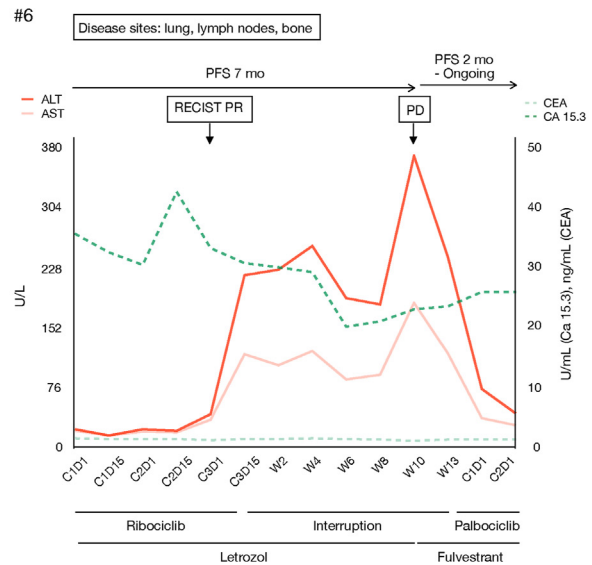 #6
Disease sites: lung, lymph nodes, bone
PFS 7 mo
PFS 2 mo
- Ongoing
ALT
AST
RECIST PR
PD
CEA
CA 15.3
380
304
228
152
76
0
U/L
50
40
30
20
10
0
U/mL (Ca 15.3), ng/mL (CEA)
C1D1
C1D15
C2D1
C2D15
C3D1
C3D15
W2
W4
W6
W8
W10
W13
C1D1
C2D1
Ribociclib
Interruption
Palbociclib
Letrozol
Fulvestrant